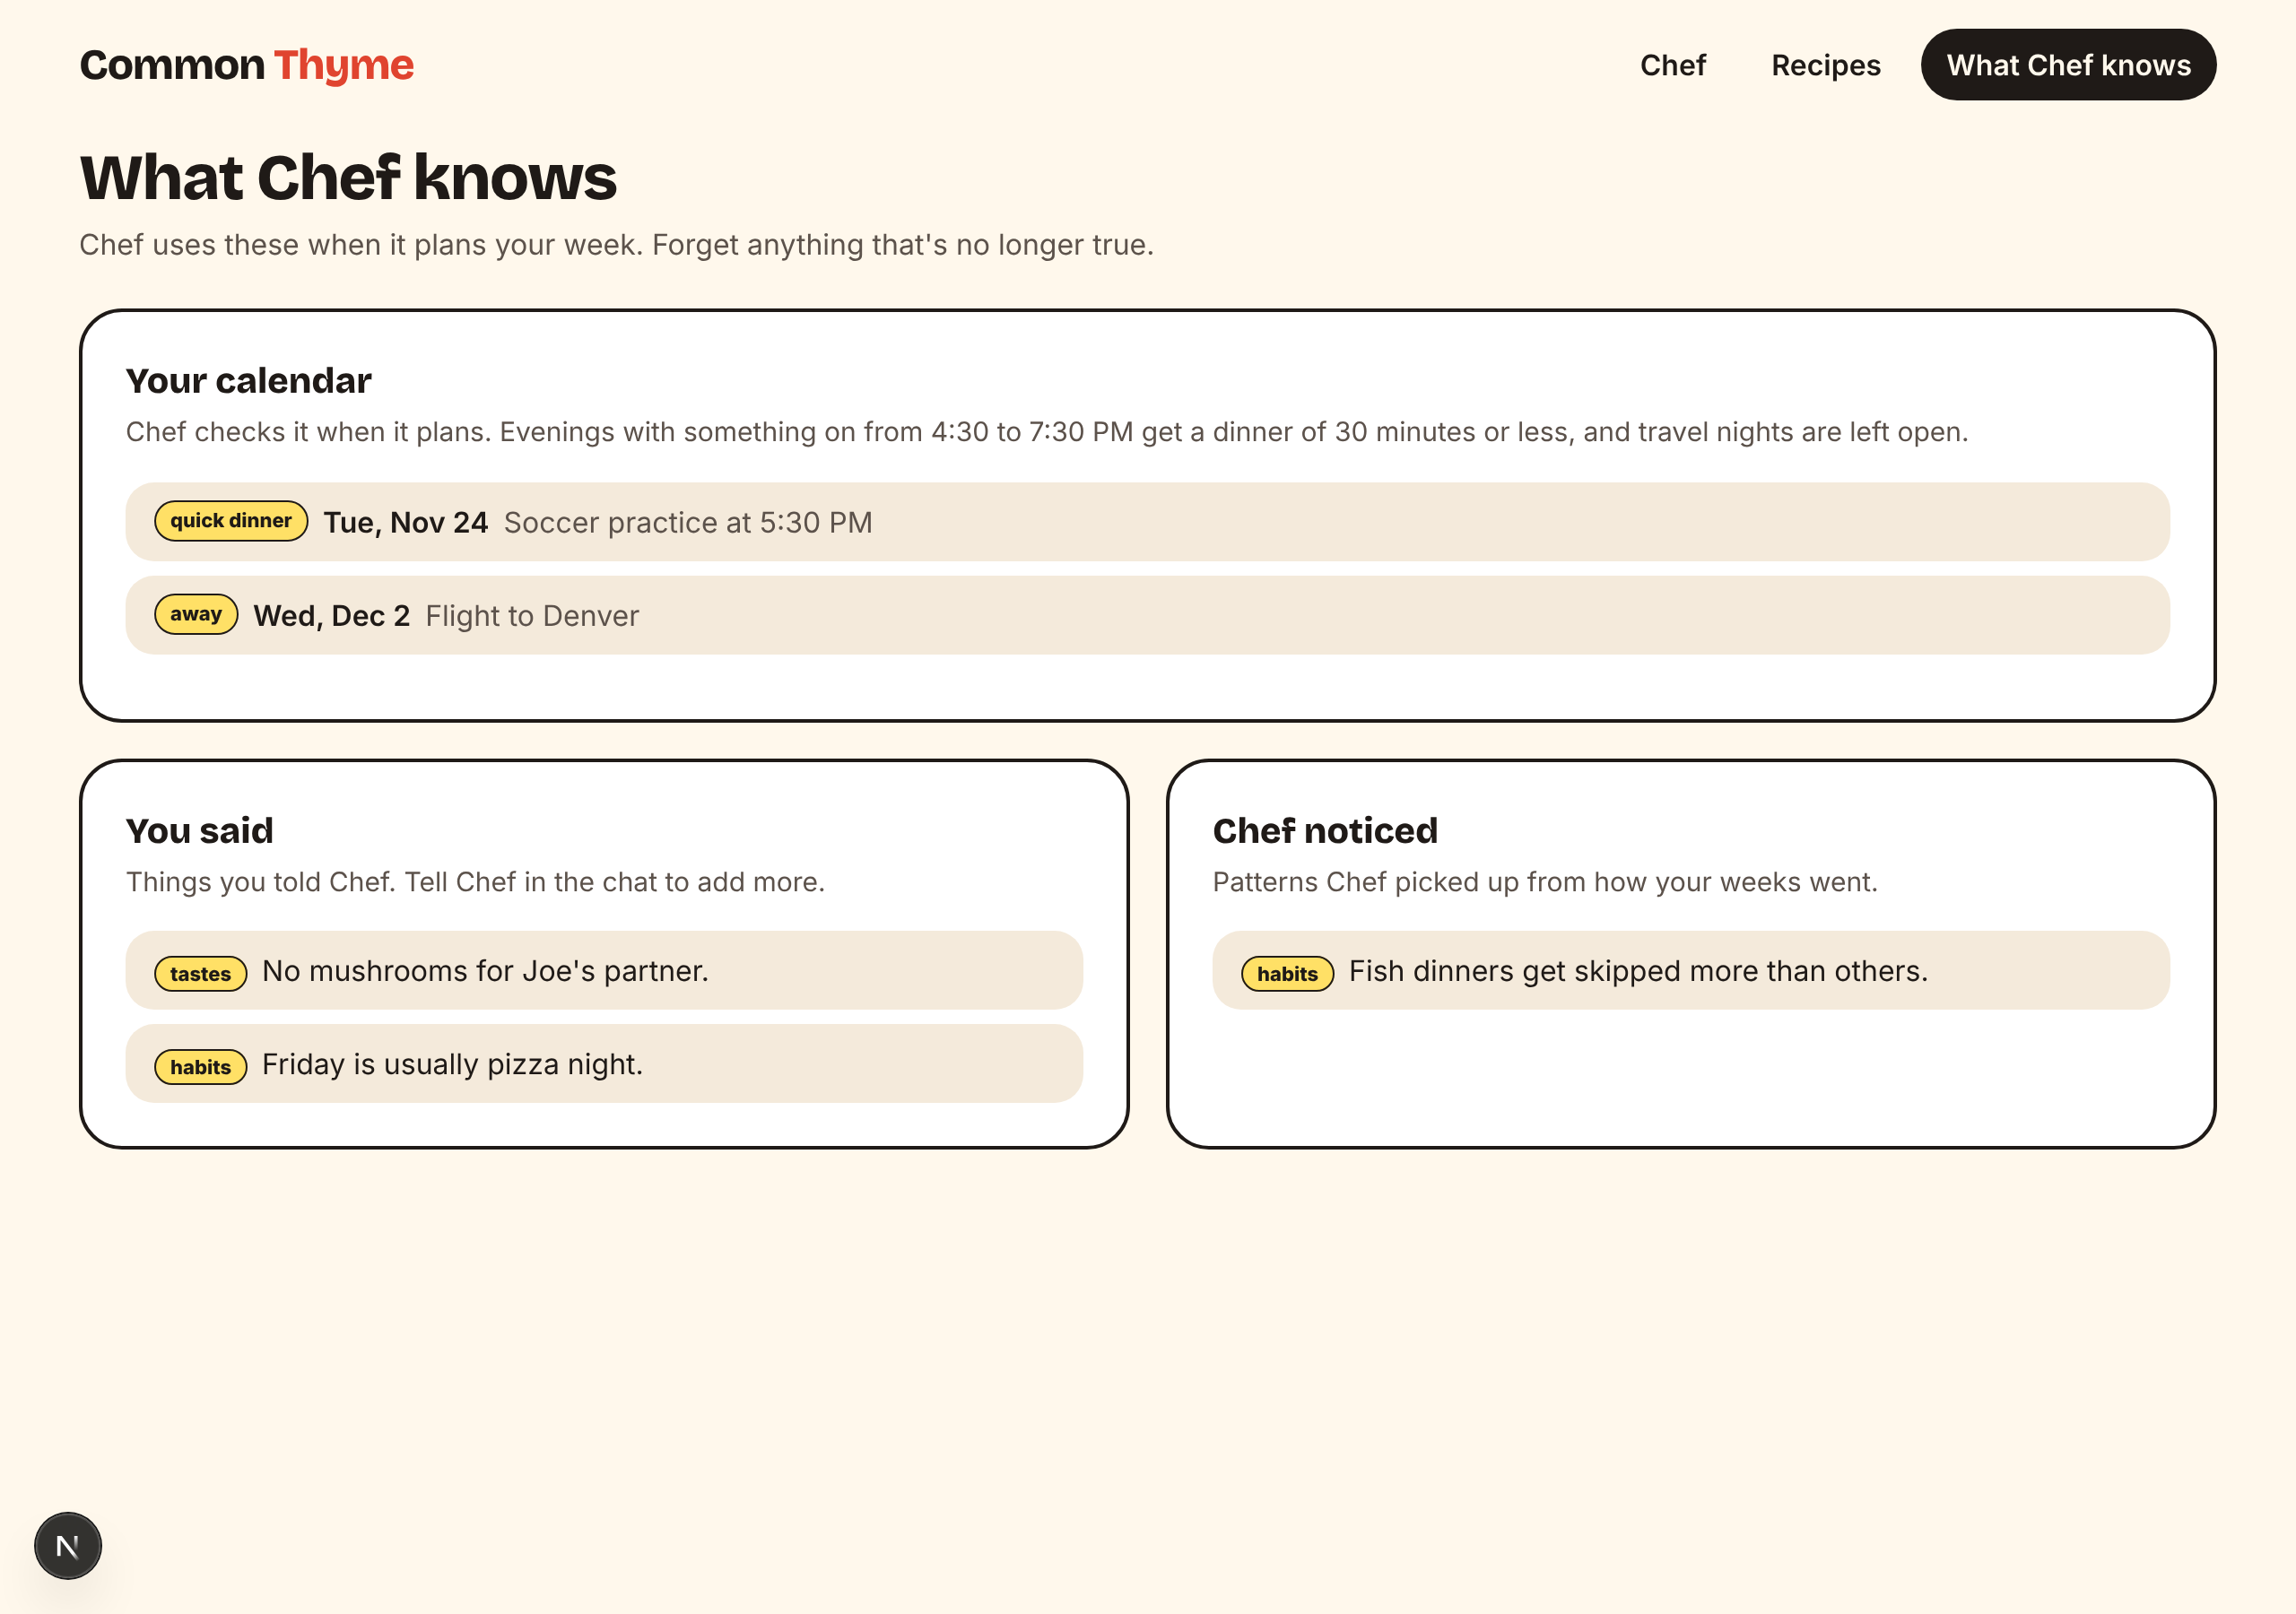 Common Thyme
Chef
Recipes
What Chef knows
What Chef knows
Chef uses these when it plans your week. Forget anything that's no longer true.
Your calendar
Chef checks it when it plans. Evenings with something on from 4:30 to 7:30 PM get a dinner of 30 minutes or less, and travel nights are left open.
quick dinner Tue, Nov 24 Soccer practice at 5:30 PM
away Wed, Dec 2 Flight to Denver
You said
Things you told Chef. Tell Chef in the chat to add more.
tastes No mushrooms for Joe's partner.
habits Friday is usually pizza night.
Chef noticed
Patterns Chef picked up from how your weeks went.
habits Fish dinners get skipped more than others.
N